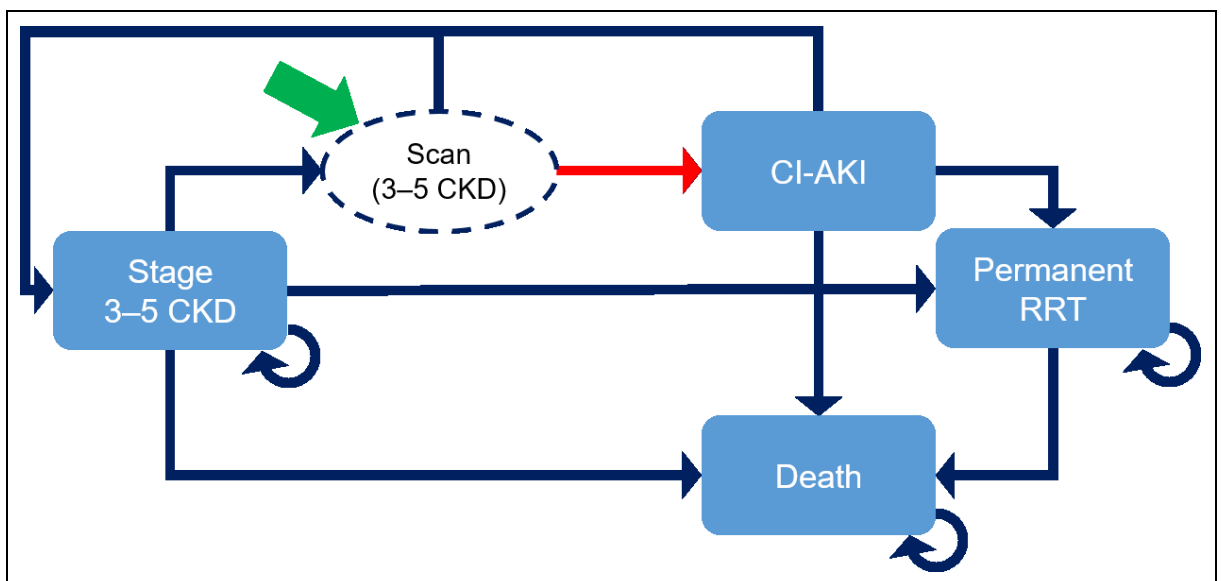 Scan
(3–5 CKD)
CI-AKI
Stage
3–5 CKD
Permanent
RRT
Death